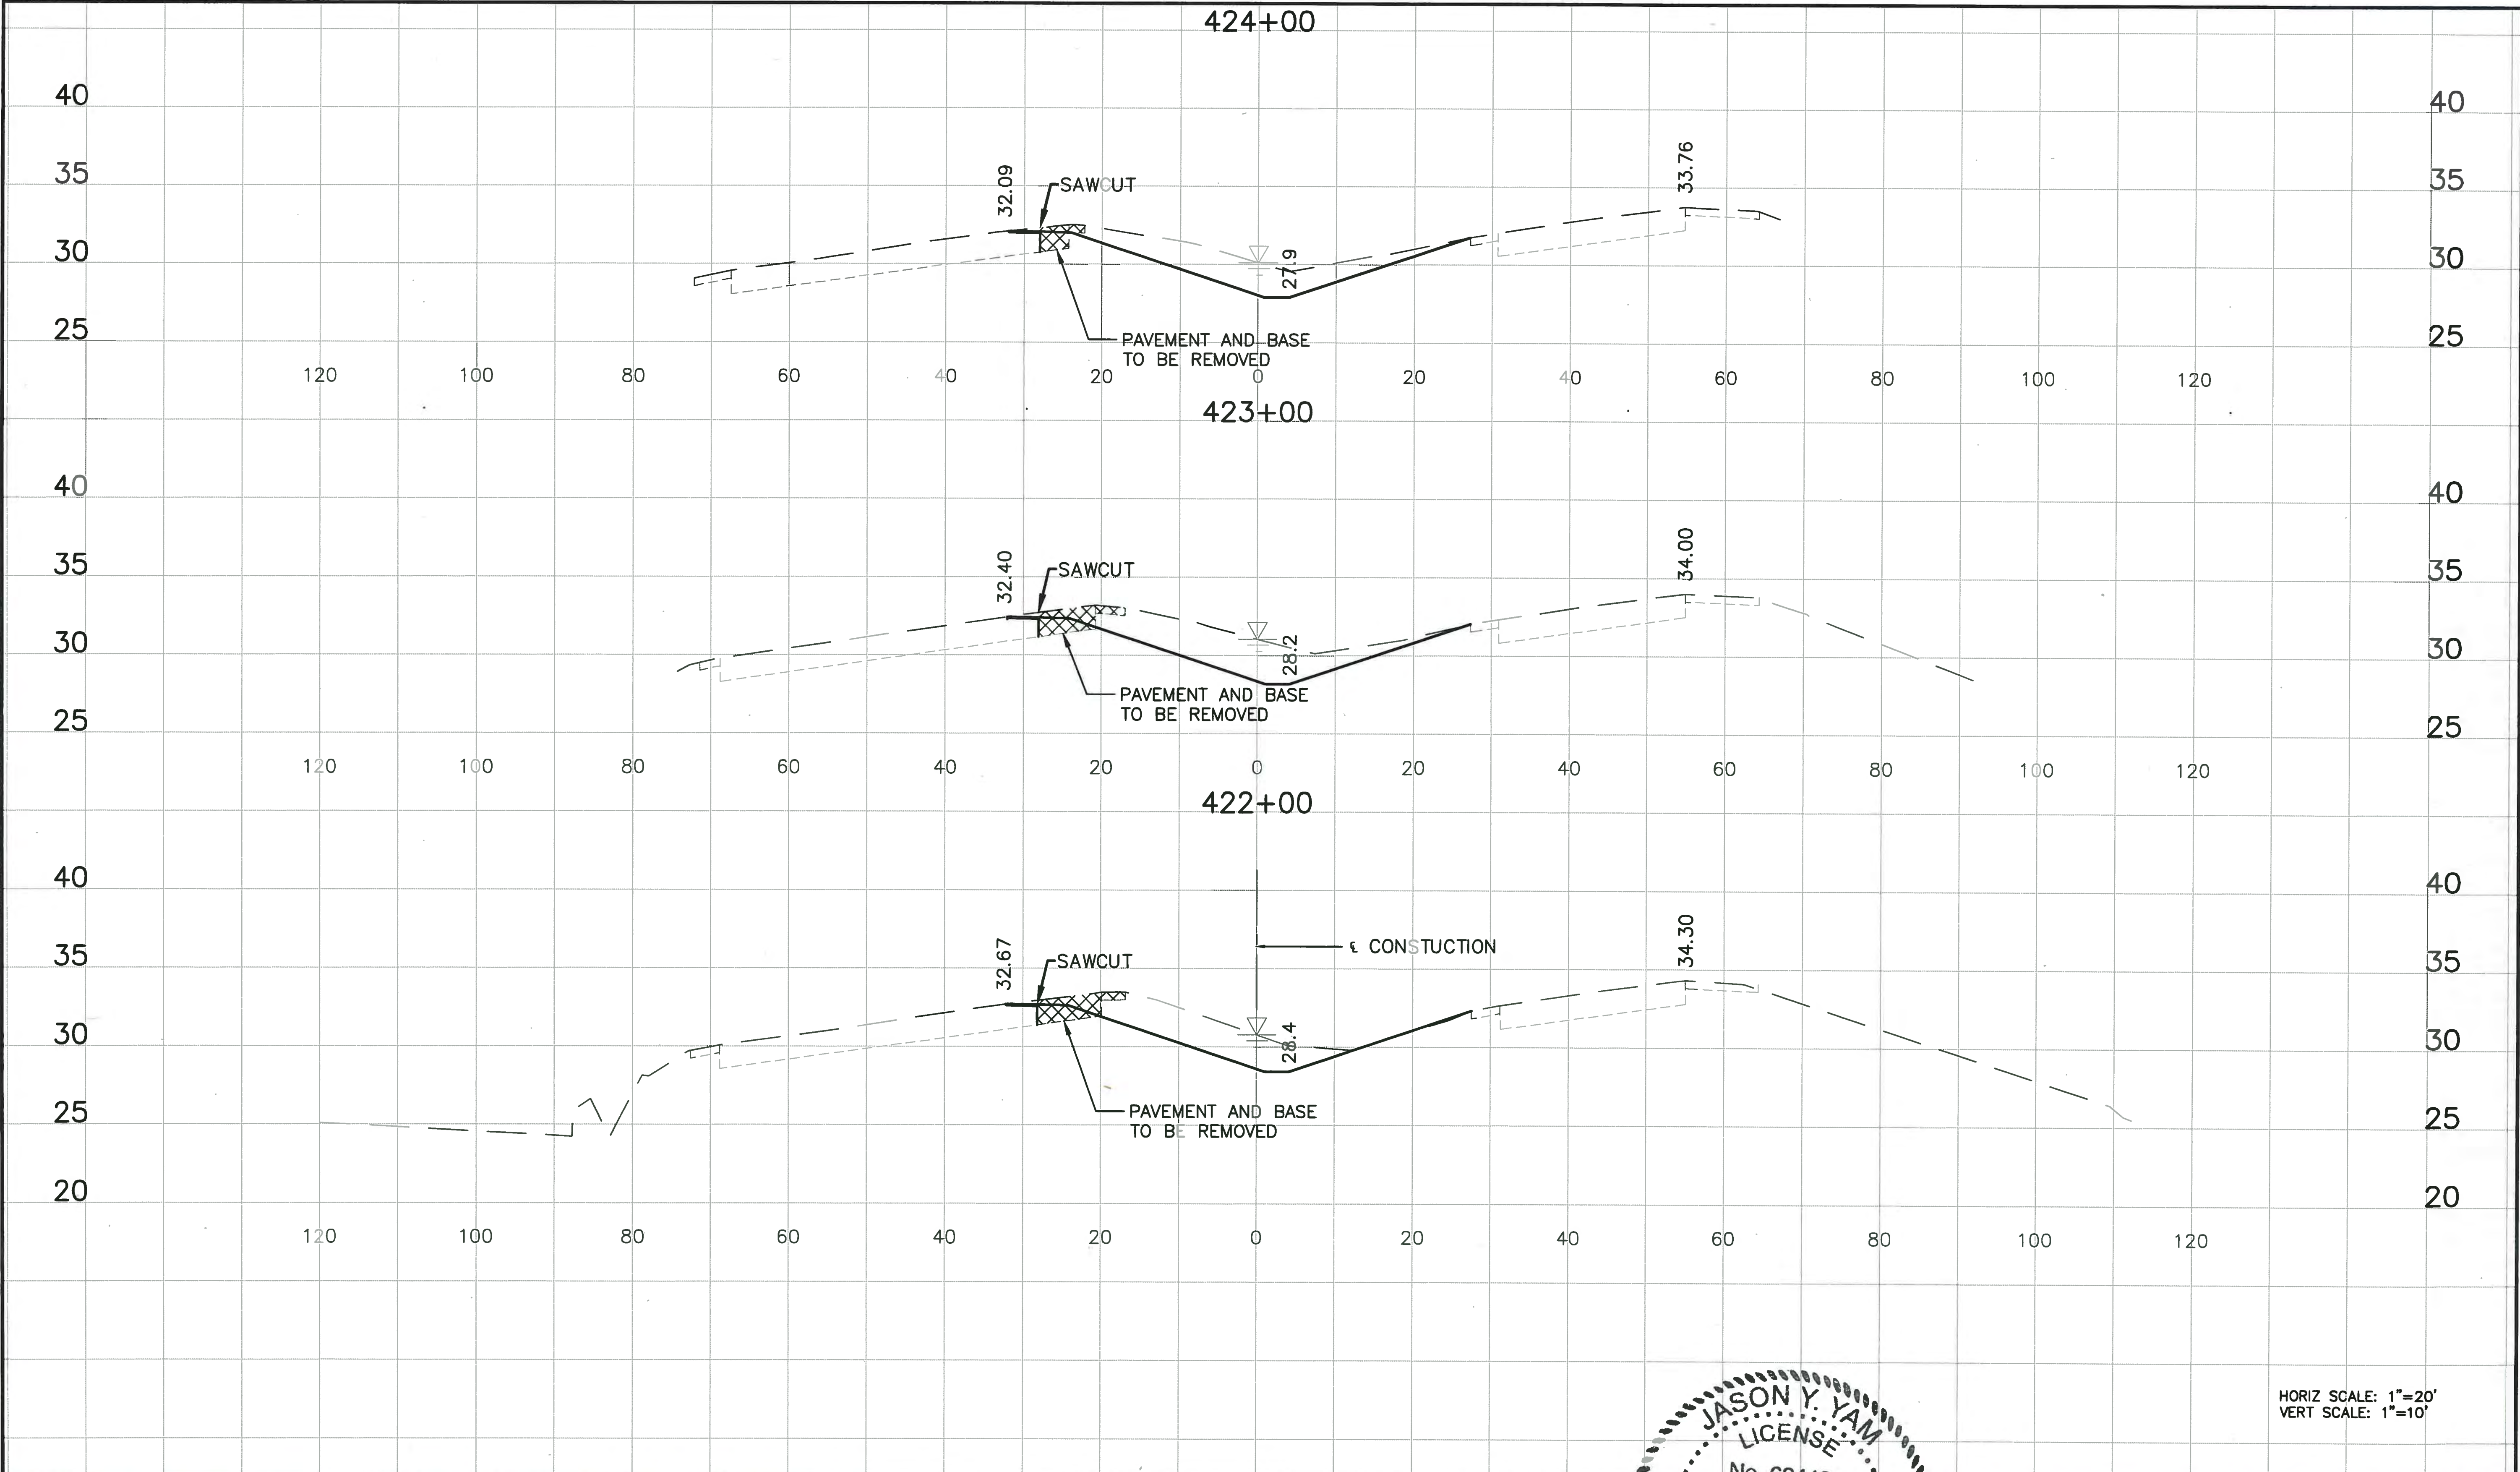 424+00
40 40
35 32.09 SAWCUT 33.76 35
30 27.9 30
25 25
PAVEMENT AND BASE
TO BE REMOVED
120 100 80 60 40 20 0 20 40 60 80 100 120
423+00
40 40
35 32.40 SAWCUT 34.00 35
30 28.2 30
PAVEMENT AND BASE
TO BE REMOVED
25 25
120 100 80 60 40 20 0 20 40 60 80 100 120
422+00
40 40
35 32.67 SAWCUT ℄ CONSTUCTION 34.30 35
30 28.4 30
25 25
PAVEMENT AND BASE
TO BE REMOVED
20 20
120 100 80 60 40 20 0 20 40 60 80 100 120
HORIZ SCALE: 1"=20'
VERT SCALE: 1"=10'
JASON Y. YAM
LICENSE